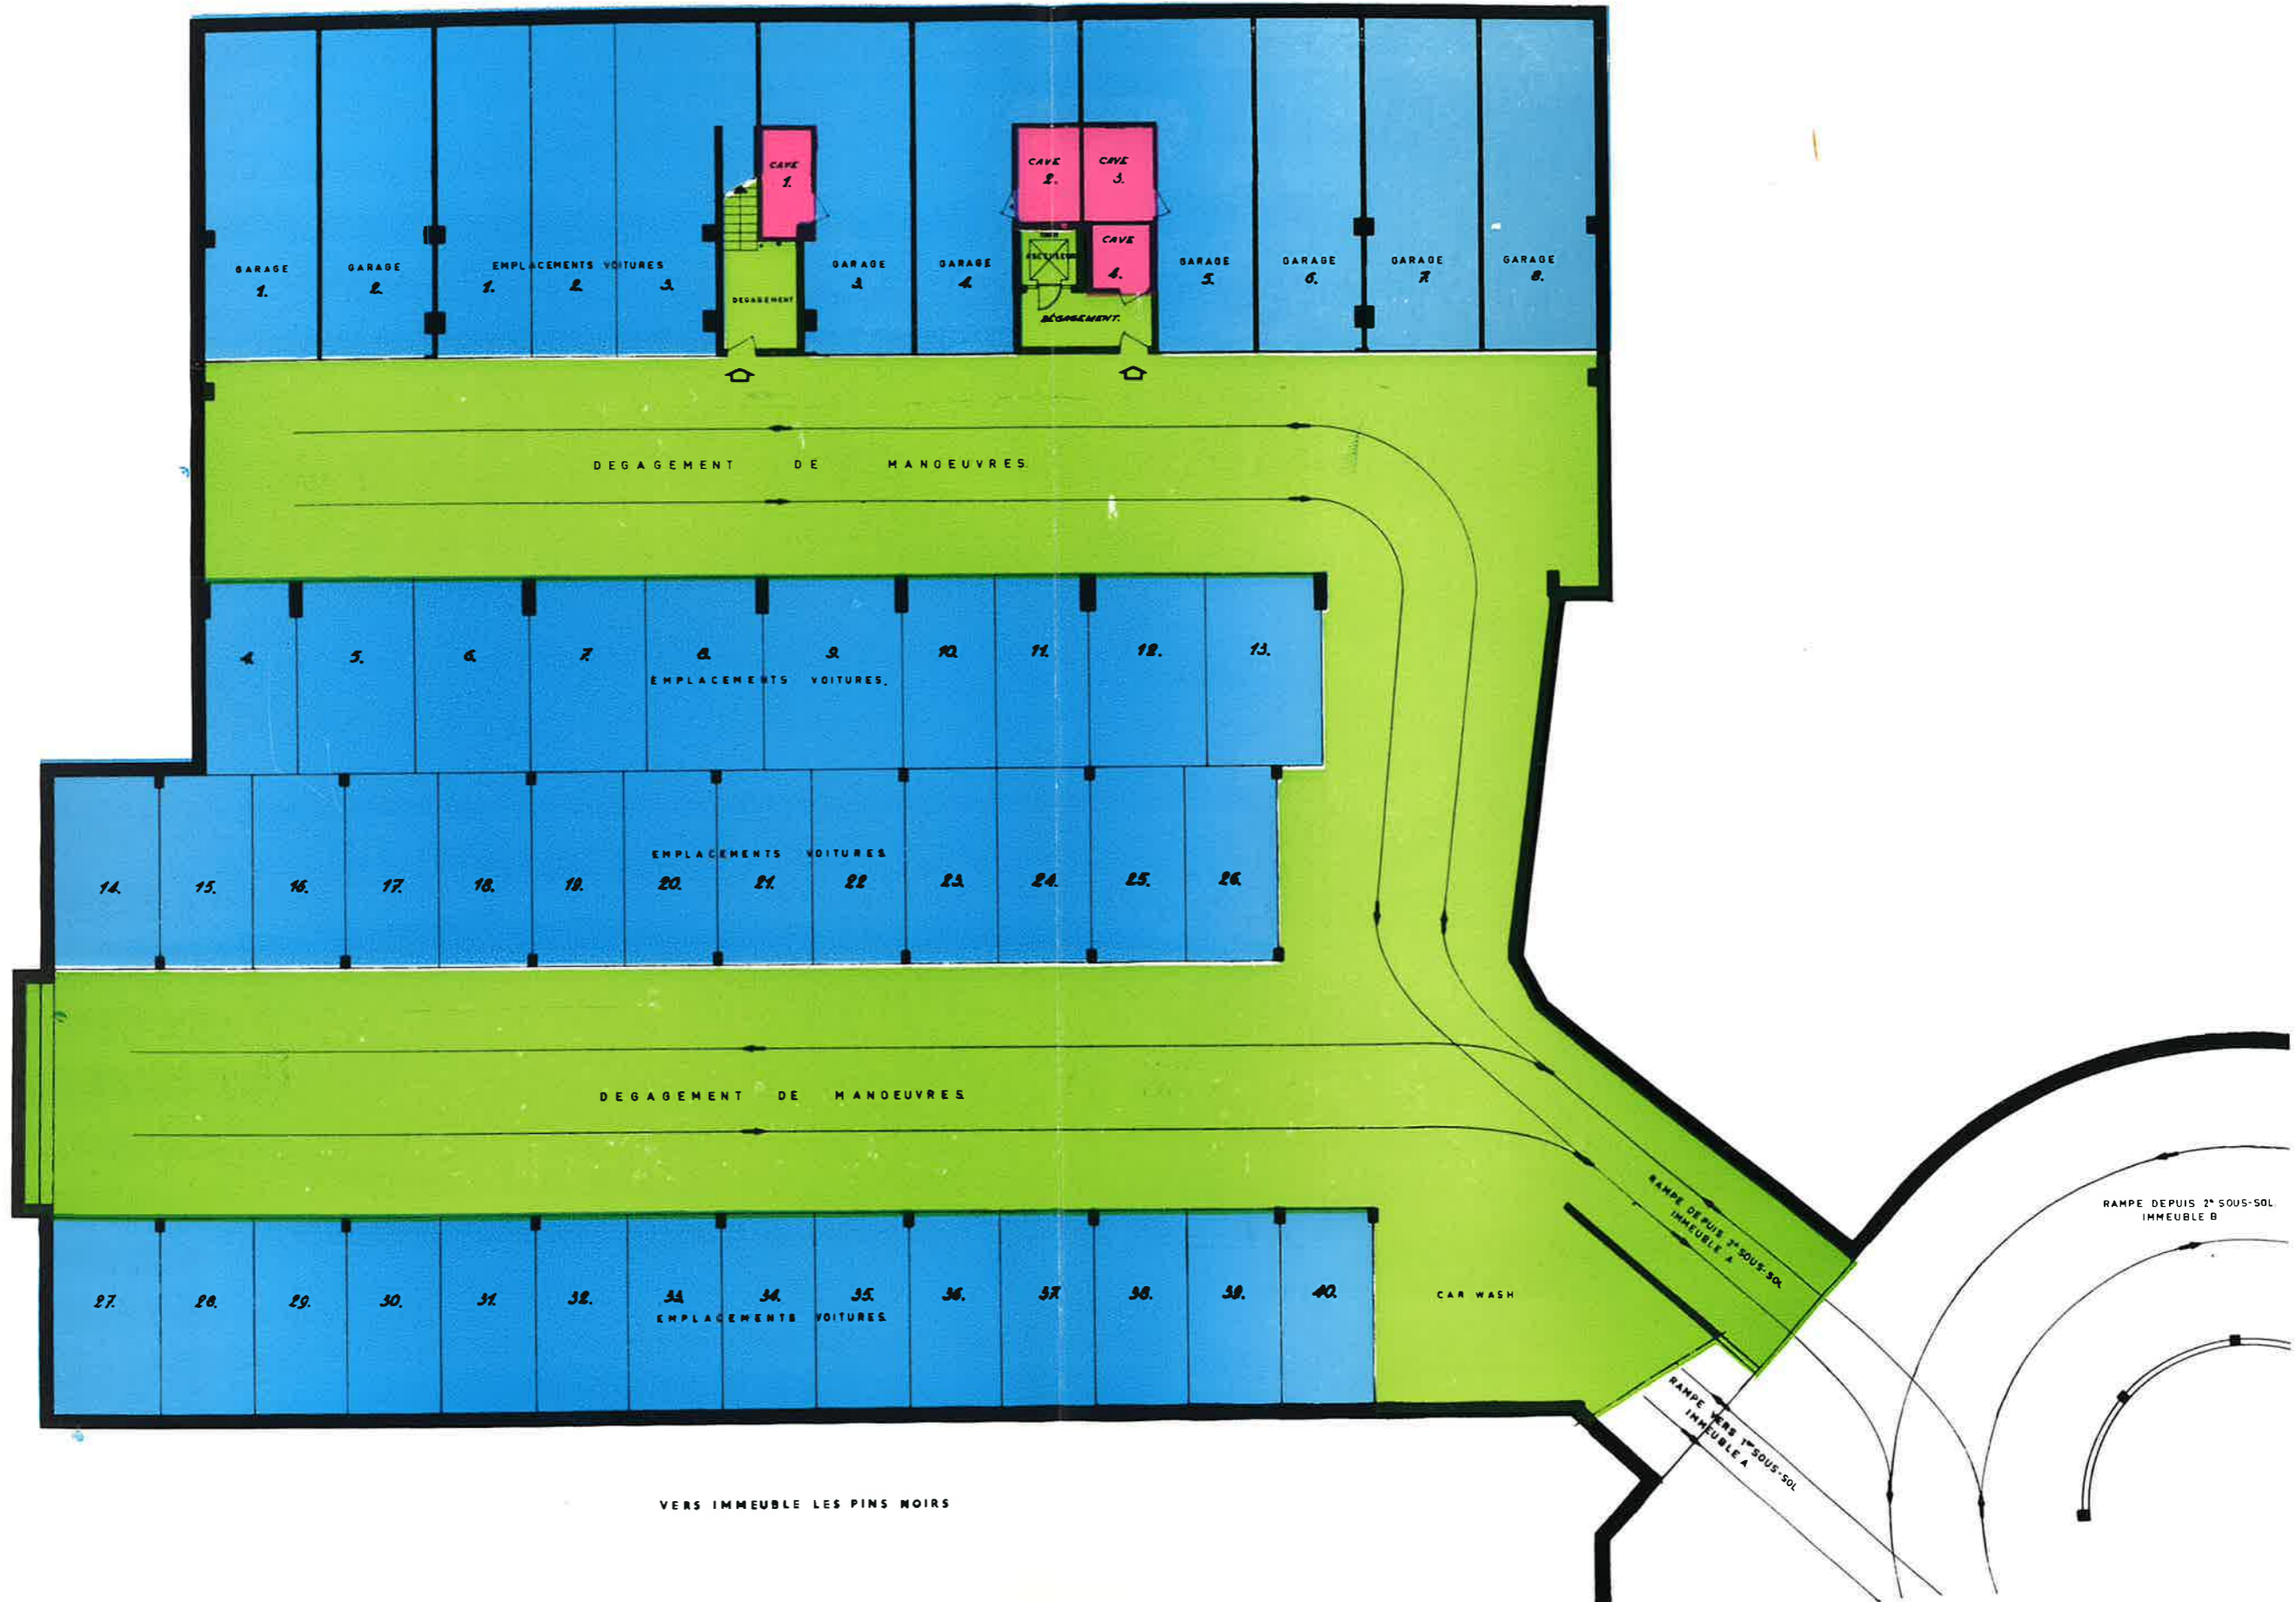 CAVE
1.
CAVE
2.
CAVE
3.
CAVE
4.
GARAGE
1.
GARAGE
2.
EMPLACEMENTS VOITURES
1. 2. 3.
DEGAGEMENT
GARAGE
3.
GARAGE
4.
ASCENSEUR
DÉGAGEMENT.
GARAGE
5.
GARAGE
6.
GARAGE
7.
GARAGE
8.
DEGAGEMENT DE MANOEUVRES.
4. 5. 6. 7. 8. 9. 10. 11. 12. 13.
EMPLACEMENTS VOITURES.
EMPLACEMENTS VOITURES
14. 15. 16. 17. 18. 19. 20. 21. 22 23. 24. 25. 26.
DEGAGEMENT DE MANOEUVRES
27. 28. 29. 30. 31. 32. 33. 34. 35. 36. 37. 38. 39. 40.
EMPLACEMENTS VOITURES
CAR WASH
RAMPE DEPUIS 2e SOUS-SOL
IMMEUBLE A
RAMPE DEPUIS 2e SOUS-SOL.
IMMEUBLE B
RAMPE VERS 1er SOUS-SOL
IMMEUBLE A
VERS IMMEUBLE LES PINS NOIRS